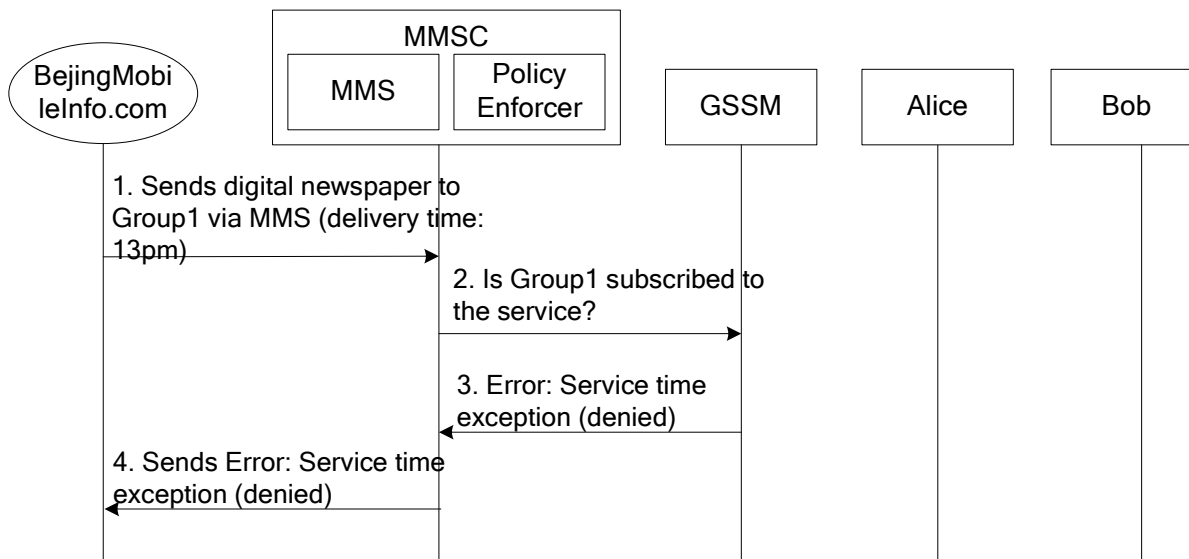 BejingMobi
leInfo.com
MMSC
MMS
Policy
Enforcer
GSSM
Alice
Bob
1. Sends digital newspaper to
Group1 via MMS (delivery time:
13pm)
2. Is Group1 subscribed to
the service?
3. Error: Service time
exception (denied)
4. Sends Error: Service time
exception (denied)